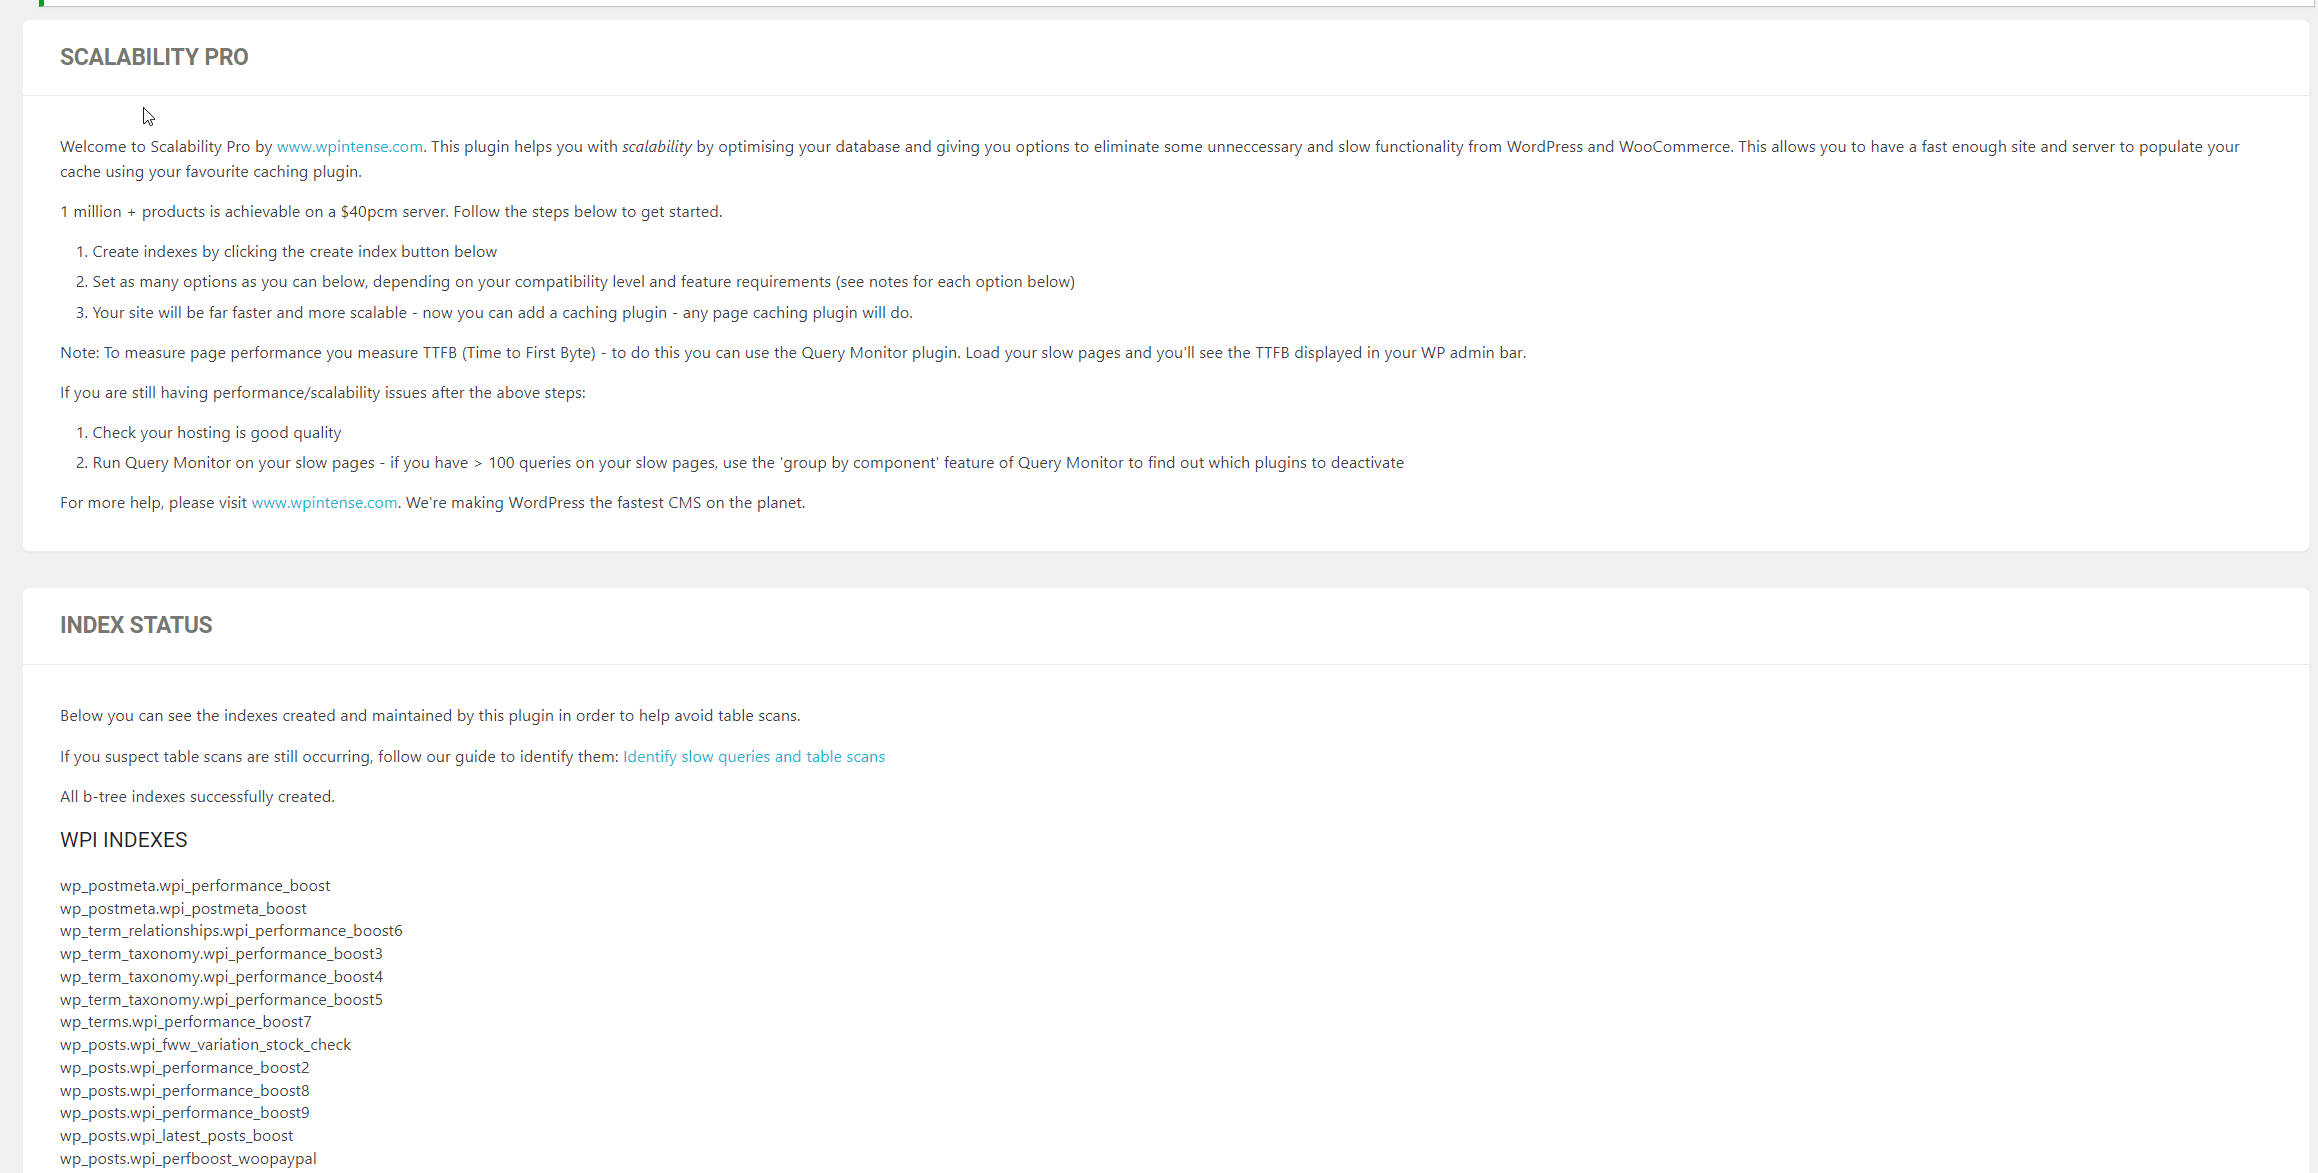 SCALABILITY PRO
Welcome to Scalability Pro by www.wpintense.com. This plugin helps you with scalability by optimising your database and giving you options to eliminate some unneccessary and slow functionality from WordPress and WooCommerce. This allows you to have a fast enough site and server to populate your
cache using your favourite caching plugin.
1 million + products is achievable on a $40pcm server. Follow the steps below to get started.
1. Create indexes by clicking the create index button below
2. Set as many options as you can below, depending on your compatibility level and feature requirements (see notes for each option below)
3. Your site will be far faster and more scalable - now you can add a caching plugin - any page caching plugin will do.
Note: To measure page performance you measure TTFB (Time to First Byte) - to do this you can use the Query Monitor plugin. Load your slow pages and you'll see the TTFB displayed in your WP admin bar.
If you are still having performance/scalability issues after the above steps:
1. Check your hosting is good quality
2. Run Query Monitor on your slow pages - if you have > 100 queries on your slow pages, use the 'group by component' feature of Query Monitor to find out which plugins to deactivate
For more help, please visit www.wpintense.com. We're making WordPress the fastest CMS on the planet.
INDEX STATUS
Below you can see the indexes created and maintained by this plugin in order to help avoid table scans.
If you suspect table scans are still occurring, follow our guide to identify them: Identify slow queries and table scans
All b-tree indexes successfully created.
WPI INDEXES
wp_postmeta.wpi_performance_boost
wp_postmeta.wpi_postmeta_boost
wp_term_relationships.wpi_performance_boost6
wp_term_taxonomy.wpi_performance_boost3
wp_term_taxonomy.wpi_performance_boost4
wp_term_taxonomy.wpi_performance_boost5
wp_terms.wpi_performance_boost7
wp_posts.wpi_fww_variation_stock_check
wp_posts.wpi_performance_boost2
wp_posts.wpi_performance_boost8
wp_posts.wpi_performance_boost9
wp_posts.wpi_latest_posts_boost
wp_posts.wpi_perfboost_woopaypal